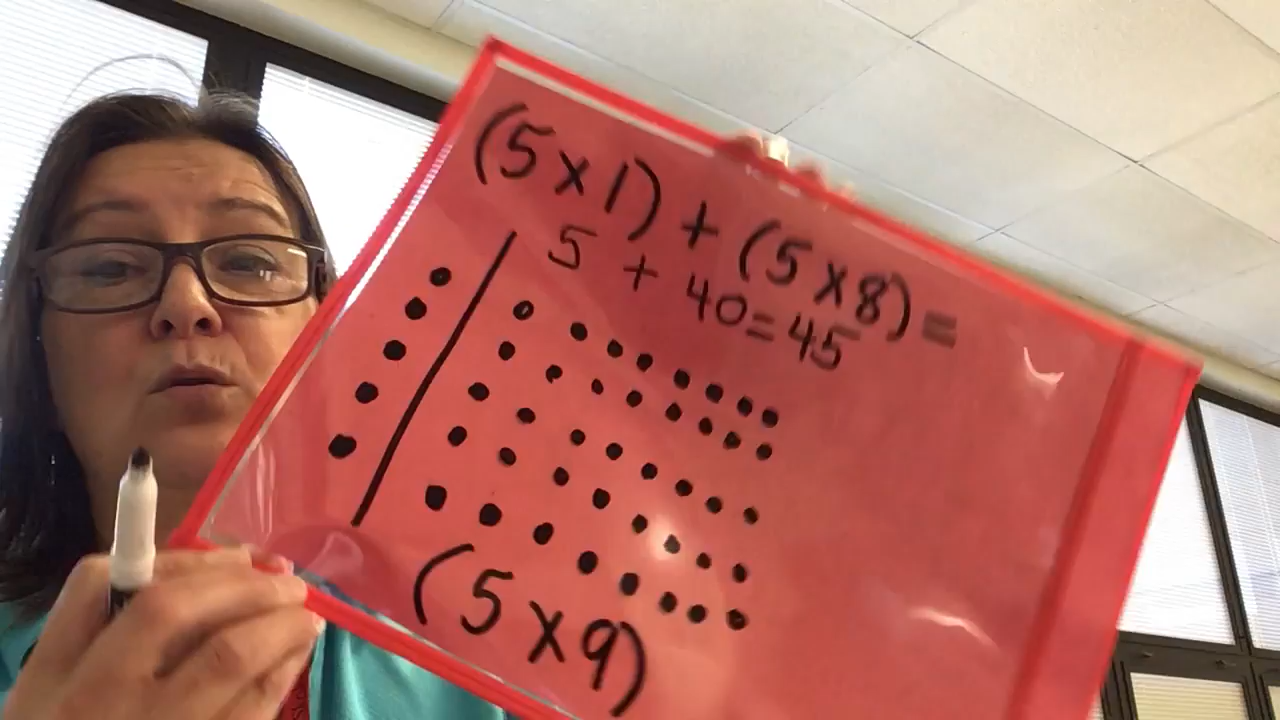 (5x1) + (5x8) =
5 + 40=45
(5x9)